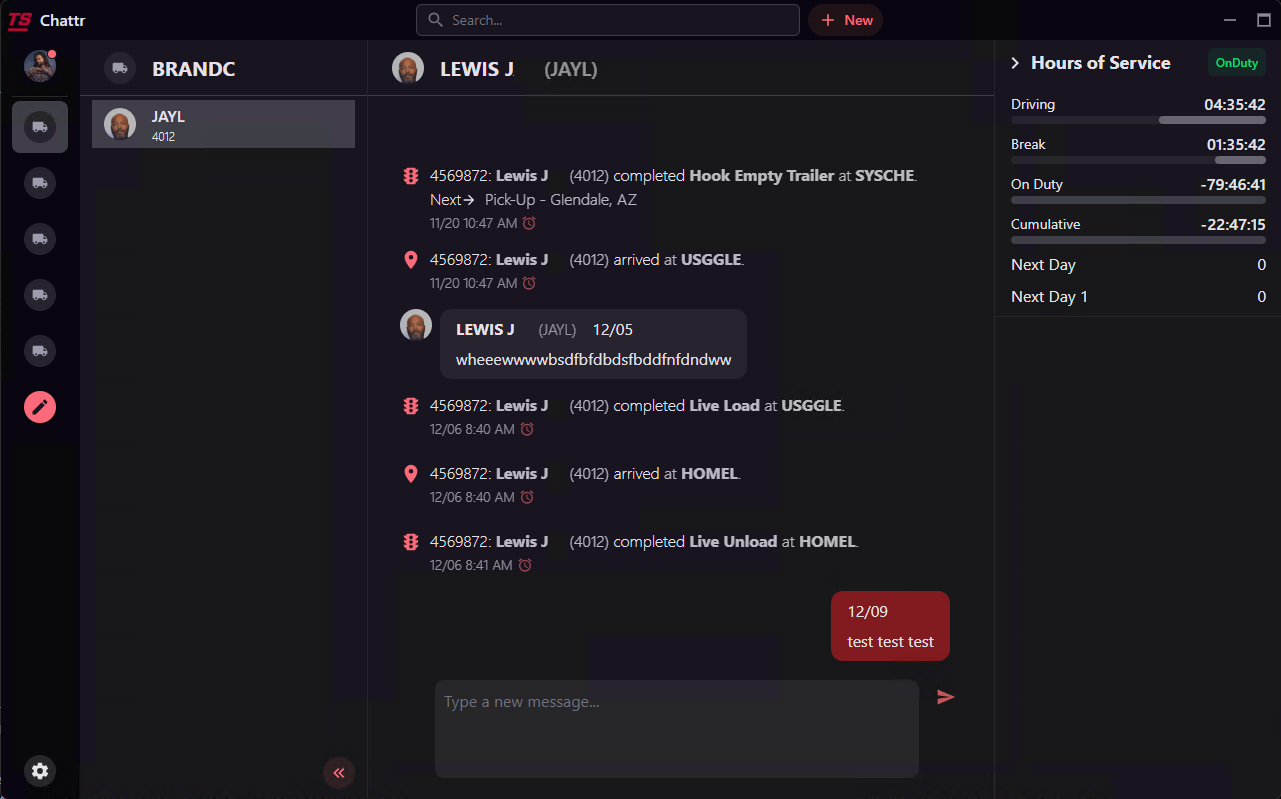 TS Chattr
Search...
+ New
BRANDC
JAYL
4012
LEWIS J (JAYL)
4569872: Lewis J (4012) completed Hook Empty Trailer at SYSCHE.
Next→ Pick-Up - Glendale, AZ
11/20 10:47 AM
4569872: Lewis J (4012) arrived at USGGLE.
11/20 10:47 AM
LEWIS J (JAYL) 12/05
wheeewwwwbsdfbfdbdsfbddfnfdndww
4569872: Lewis J (4012) completed Live Load at USGGLE.
12/06 8:40 AM
4569872: Lewis J (4012) arrived at HOMEL.
12/06 8:40 AM
4569872: Lewis J (4012) completed Live Unload at HOMEL.
12/06 8:41 AM
12/09
test test test
Type a new message...
Hours of Service OnDuty
Driving 04:35:42
Break 01:35:42
On Duty -79:46:41
Cumulative -22:47:15
Next Day 0
Next Day 1 0